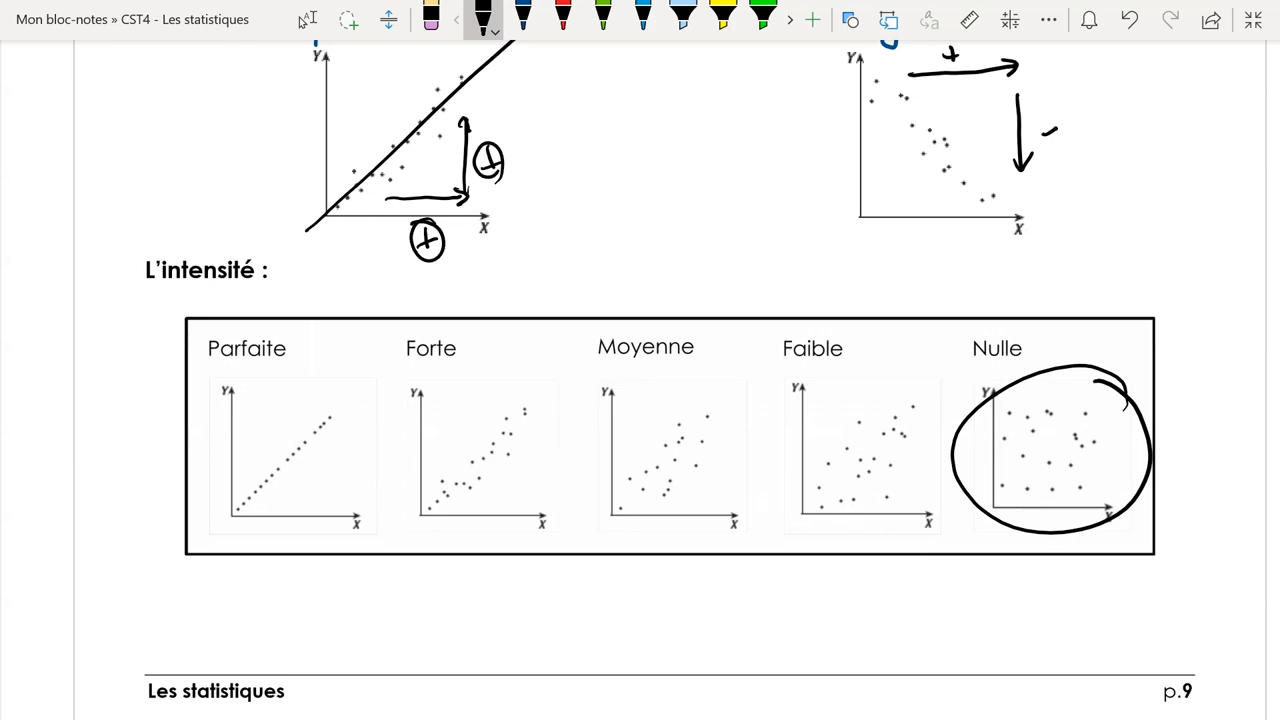 Mon bloc-notes » CST4 - Les statistiques
Y
+
Y
+
-
X
+
X
L'intensité :
Parfaite Forte Moyenne Faible Nulle
Y Y Y Y Y
X X X X X
Les statistiques
p.9